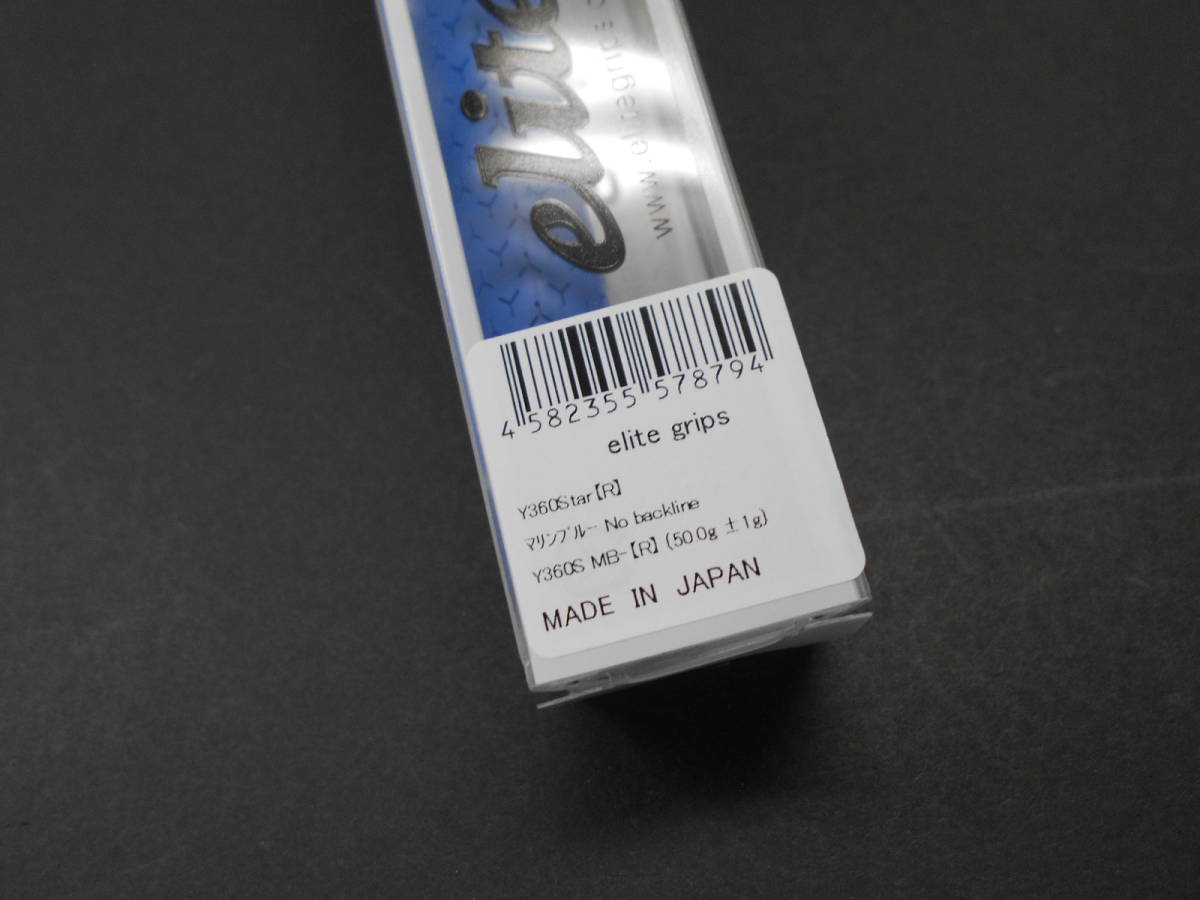 elite
www.elitegrips.c
4 582355 578794
elite grips
Y360Star【R】
マリンブルー No backline
Y360S MB-【R】 (50.0g ±1g)
MADE IN JAPAN